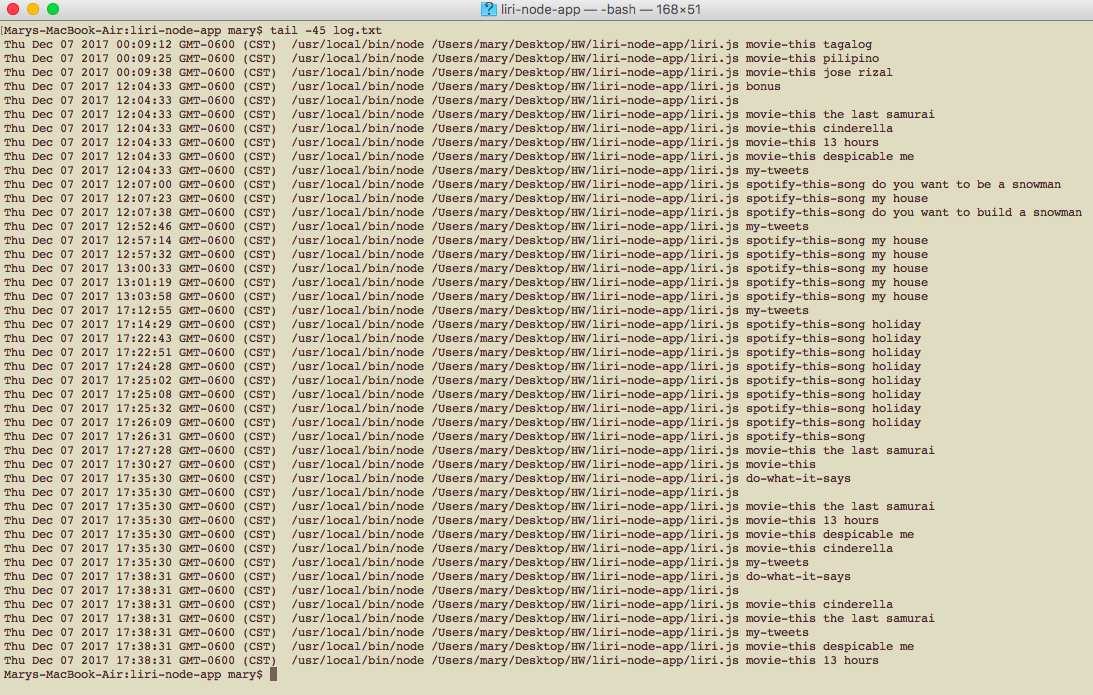 liri-node-app — -bash — 168×51
[Marys-MacBook-Air:liri-node-app mary$ tail -45 log.txt
Thu Dec 07 2017 00:09:12 GMT-0600 (CST)  /usr/local/bin/node /Users/mary/Desktop/HW/liri-node-app/liri.js movie-this tagalog
Thu Dec 07 2017 00:09:25 GMT-0600 (CST)  /usr/local/bin/node /Users/mary/Desktop/HW/liri-node-app/liri.js movie-this pilipino
Thu Dec 07 2017 00:09:38 GMT-0600 (CST)  /usr/local/bin/node /Users/mary/Desktop/HW/liri-node-app/liri.js movie-this jose rizal
Thu Dec 07 2017 12:04:33 GMT-0600 (CST)  /usr/local/bin/node /Users/mary/Desktop/HW/liri-node-app/liri.js bonus
Thu Dec 07 2017 12:04:33 GMT-0600 (CST)  /usr/local/bin/node /Users/mary/Desktop/HW/liri-node-app/liri.js
Thu Dec 07 2017 12:04:33 GMT-0600 (CST)  /usr/local/bin/node /Users/mary/Desktop/HW/liri-node-app/liri.js movie-this the last samurai
Thu Dec 07 2017 12:04:33 GMT-0600 (CST)  /usr/local/bin/node /Users/mary/Desktop/HW/liri-node-app/liri.js movie-this cinderella
Thu Dec 07 2017 12:04:33 GMT-0600 (CST)  /usr/local/bin/node /Users/mary/Desktop/HW/liri-node-app/liri.js movie-this 13 hours
Thu Dec 07 2017 12:04:33 GMT-0600 (CST)  /usr/local/bin/node /Users/mary/Desktop/HW/liri-node-app/liri.js movie-this despicable me
Thu Dec 07 2017 12:04:33 GMT-0600 (CST)  /usr/local/bin/node /Users/mary/Desktop/HW/liri-node-app/liri.js my-tweets
Thu Dec 07 2017 12:07:00 GMT-0600 (CST)  /usr/local/bin/node /Users/mary/Desktop/HW/liri-node-app/liri.js spotify-this-song do you want to be a snowman
Thu Dec 07 2017 12:07:23 GMT-0600 (CST)  /usr/local/bin/node /Users/mary/Desktop/HW/liri-node-app/liri.js spotify-this-song my house
Thu Dec 07 2017 12:07:38 GMT-0600 (CST)  /usr/local/bin/node /Users/mary/Desktop/HW/liri-node-app/liri.js spotify-this-song do you want to build a snowman
Thu Dec 07 2017 12:52:46 GMT-0600 (CST)  /usr/local/bin/node /Users/mary/Desktop/HW/liri-node-app/liri.js my-tweets
Thu Dec 07 2017 12:57:14 GMT-0600 (CST)  /usr/local/bin/node /Users/mary/Desktop/HW/liri-node-app/liri.js spotify-this-song my house
Thu Dec 07 2017 12:57:32 GMT-0600 (CST)  /usr/local/bin/node /Users/mary/Desktop/HW/liri-node-app/liri.js spotify-this-song my house
Thu Dec 07 2017 13:00:33 GMT-0600 (CST)  /usr/local/bin/node /Users/mary/Desktop/HW/liri-node-app/liri.js spotify-this-song my house
Thu Dec 07 2017 13:01:19 GMT-0600 (CST)  /usr/local/bin/node /Users/mary/Desktop/HW/liri-node-app/liri.js spotify-this-song my house
Thu Dec 07 2017 13:03:58 GMT-0600 (CST)  /usr/local/bin/node /Users/mary/Desktop/HW/liri-node-app/liri.js spotify-this-song my house
Thu Dec 07 2017 17:12:55 GMT-0600 (CST)  /usr/local/bin/node /Users/mary/Desktop/HW/liri-node-app/liri.js my-tweets
Thu Dec 07 2017 17:14:29 GMT-0600 (CST)  /usr/local/bin/node /Users/mary/Desktop/HW/liri-node-app/liri.js spotify-this-song holiday
Thu Dec 07 2017 17:22:43 GMT-0600 (CST)  /usr/local/bin/node /Users/mary/Desktop/HW/liri-node-app/liri.js spotify-this-song holiday
Thu Dec 07 2017 17:22:51 GMT-0600 (CST)  /usr/local/bin/node /Users/mary/Desktop/HW/liri-node-app/liri.js spotify-this-song holiday
Thu Dec 07 2017 17:24:28 GMT-0600 (CST)  /usr/local/bin/node /Users/mary/Desktop/HW/liri-node-app/liri.js spotify-this-song holiday
Thu Dec 07 2017 17:25:02 GMT-0600 (CST)  /usr/local/bin/node /Users/mary/Desktop/HW/liri-node-app/liri.js spotify-this-song holiday
Thu Dec 07 2017 17:25:08 GMT-0600 (CST)  /usr/local/bin/node /Users/mary/Desktop/HW/liri-node-app/liri.js spotify-this-song holiday
Thu Dec 07 2017 17:25:32 GMT-0600 (CST)  /usr/local/bin/node /Users/mary/Desktop/HW/liri-node-app/liri.js spotify-this-song holiday
Thu Dec 07 2017 17:26:09 GMT-0600 (CST)  /usr/local/bin/node /Users/mary/Desktop/HW/liri-node-app/liri.js spotify-this-song holiday
Thu Dec 07 2017 17:26:31 GMT-0600 (CST)  /usr/local/bin/node /Users/mary/Desktop/HW/liri-node-app/liri.js spotify-this-song
Thu Dec 07 2017 17:27:28 GMT-0600 (CST)  /usr/local/bin/node /Users/mary/Desktop/HW/liri-node-app/liri.js movie-this the last samurai
Thu Dec 07 2017 17:30:27 GMT-0600 (CST)  /usr/local/bin/node /Users/mary/Desktop/HW/liri-node-app/liri.js movie-this
Thu Dec 07 2017 17:35:30 GMT-0600 (CST)  /usr/local/bin/node /Users/mary/Desktop/HW/liri-node-app/liri.js do-what-it-says
Thu Dec 07 2017 17:35:30 GMT-0600 (CST)  /usr/local/bin/node /Users/mary/Desktop/HW/liri-node-app/liri.js
Thu Dec 07 2017 17:35:30 GMT-0600 (CST)  /usr/local/bin/node /Users/mary/Desktop/HW/liri-node-app/liri.js movie-this the last samurai
Thu Dec 07 2017 17:35:30 GMT-0600 (CST)  /usr/local/bin/node /Users/mary/Desktop/HW/liri-node-app/liri.js movie-this 13 hours
Thu Dec 07 2017 17:35:30 GMT-0600 (CST)  /usr/local/bin/node /Users/mary/Desktop/HW/liri-node-app/liri.js movie-this despicable me
Thu Dec 07 2017 17:35:30 GMT-0600 (CST)  /usr/local/bin/node /Users/mary/Desktop/HW/liri-node-app/liri.js movie-this cinderella
Thu Dec 07 2017 17:35:30 GMT-0600 (CST)  /usr/local/bin/node /Users/mary/Desktop/HW/liri-node-app/liri.js my-tweets
Thu Dec 07 2017 17:38:31 GMT-0600 (CST)  /usr/local/bin/node /Users/mary/Desktop/HW/liri-node-app/liri.js do-what-it-says
Thu Dec 07 2017 17:38:31 GMT-0600 (CST)  /usr/local/bin/node /Users/mary/Desktop/HW/liri-node-app/liri.js
Thu Dec 07 2017 17:38:31 GMT-0600 (CST)  /usr/local/bin/node /Users/mary/Desktop/HW/liri-node-app/liri.js movie-this cinderella
Thu Dec 07 2017 17:38:31 GMT-0600 (CST)  /usr/local/bin/node /Users/mary/Desktop/HW/liri-node-app/liri.js movie-this the last samurai
Thu Dec 07 2017 17:38:31 GMT-0600 (CST)  /usr/local/bin/node /Users/mary/Desktop/HW/liri-node-app/liri.js my-tweets
Thu Dec 07 2017 17:38:31 GMT-0600 (CST)  /usr/local/bin/node /Users/mary/Desktop/HW/liri-node-app/liri.js movie-this despicable me
Thu Dec 07 2017 17:38:31 GMT-0600 (CST)  /usr/local/bin/node /Users/mary/Desktop/HW/liri-node-app/liri.js movie-this 13 hours
Marys-MacBook-Air:liri-node-app mary$